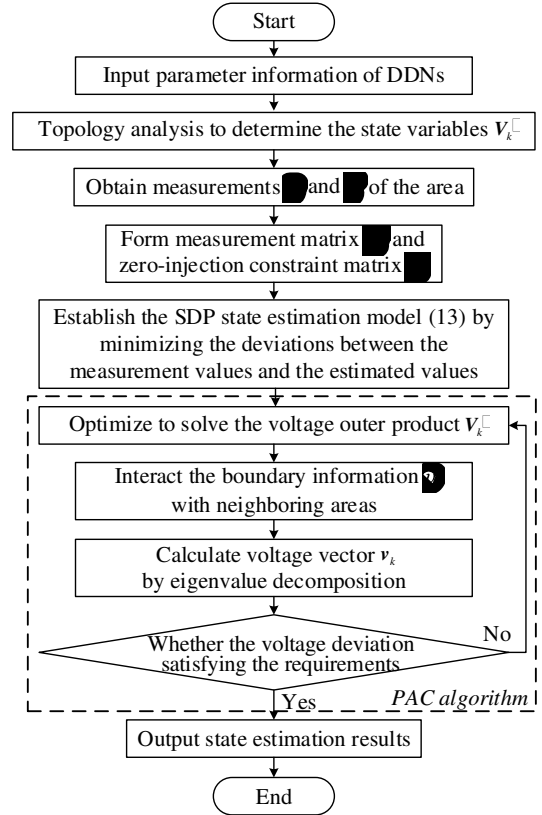 Start
Input parameter information of DDNs
Topology analysis to determine the state variables V_k
Obtain measurements and of the area
Form measurement matrix and
zero-injection constraint matrix
Establish the SDP state estimation model (13) by
minimizing the deviations between the
measurement values and the estimated values
Optimize to solve the voltage outer product V_k
Interact the boundary information
with neighboring areas
Calculate voltage vector v_k
by eigenvalue decomposition
Whether the voltage deviation
satisfying the requirements
No
Yes
PAC algorithm
Output state estimation results
End